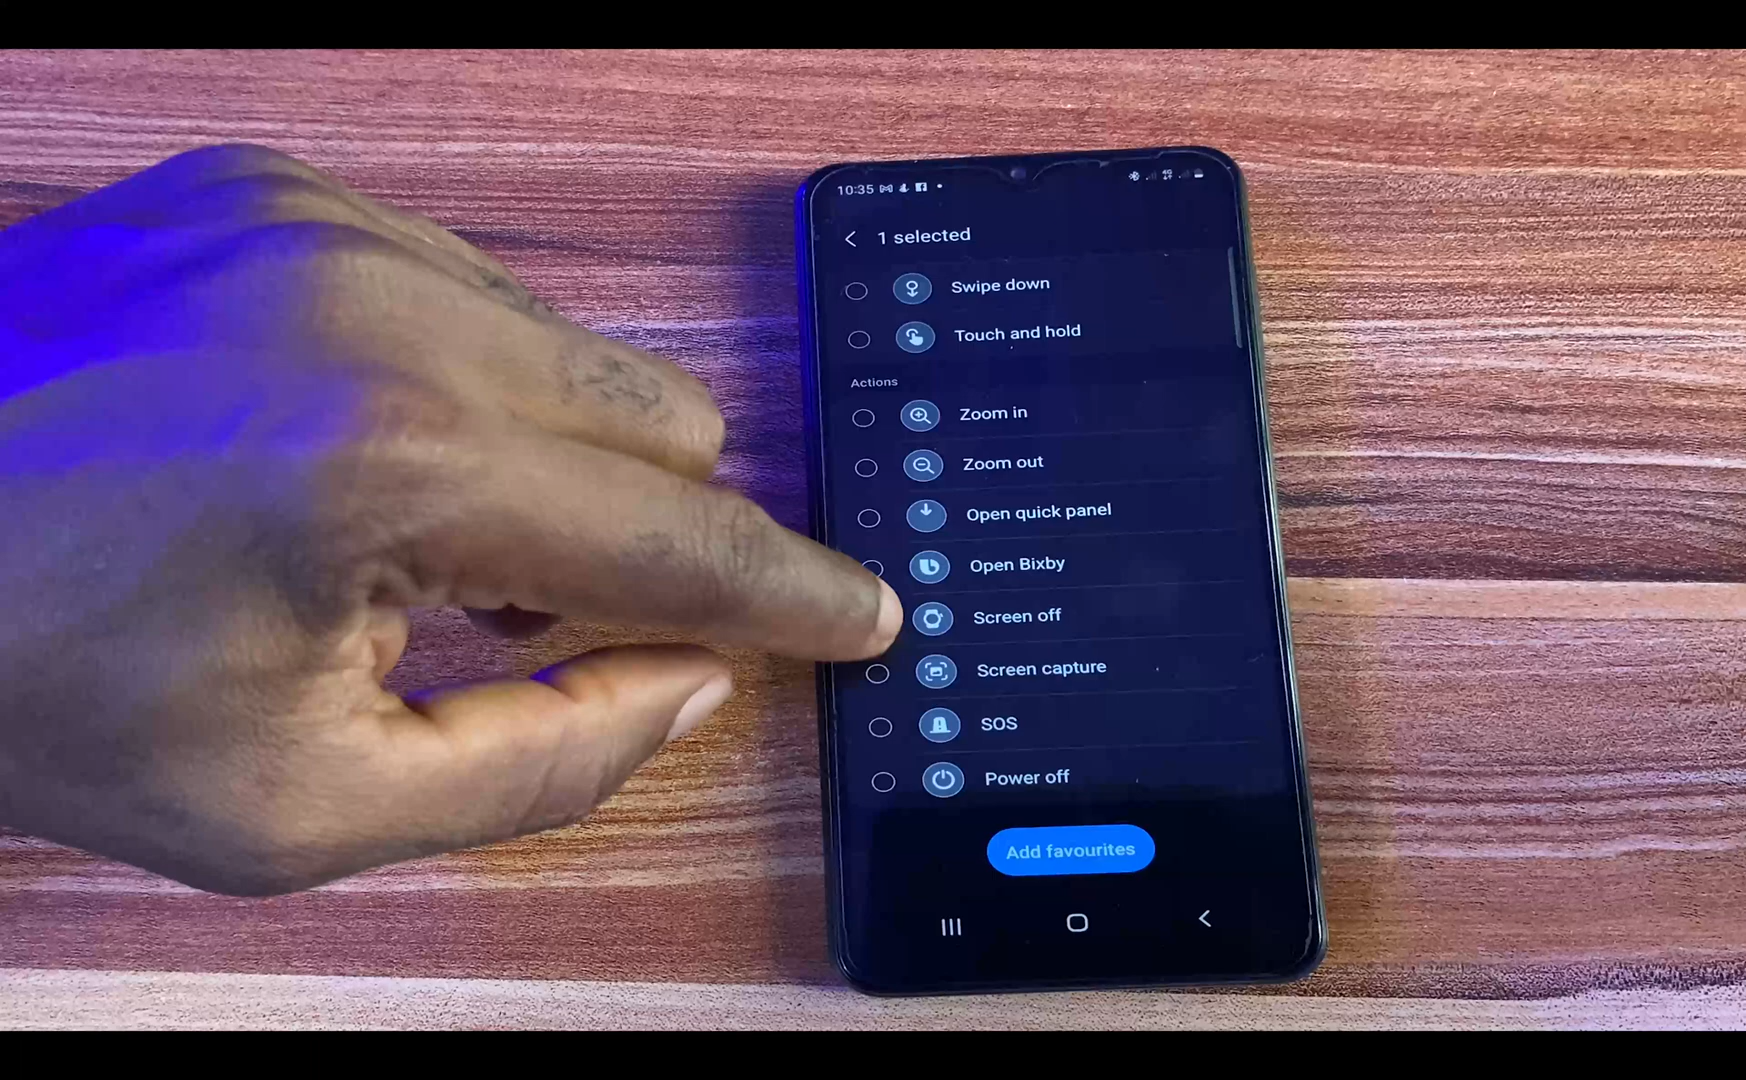 10:35
1 selected
Swipe down
Touch and hold
Actions
Zoom in
Zoom out
Open quick panel
Open Bixby
Screen off
Screen capture
SOS
Power off
Add favourites